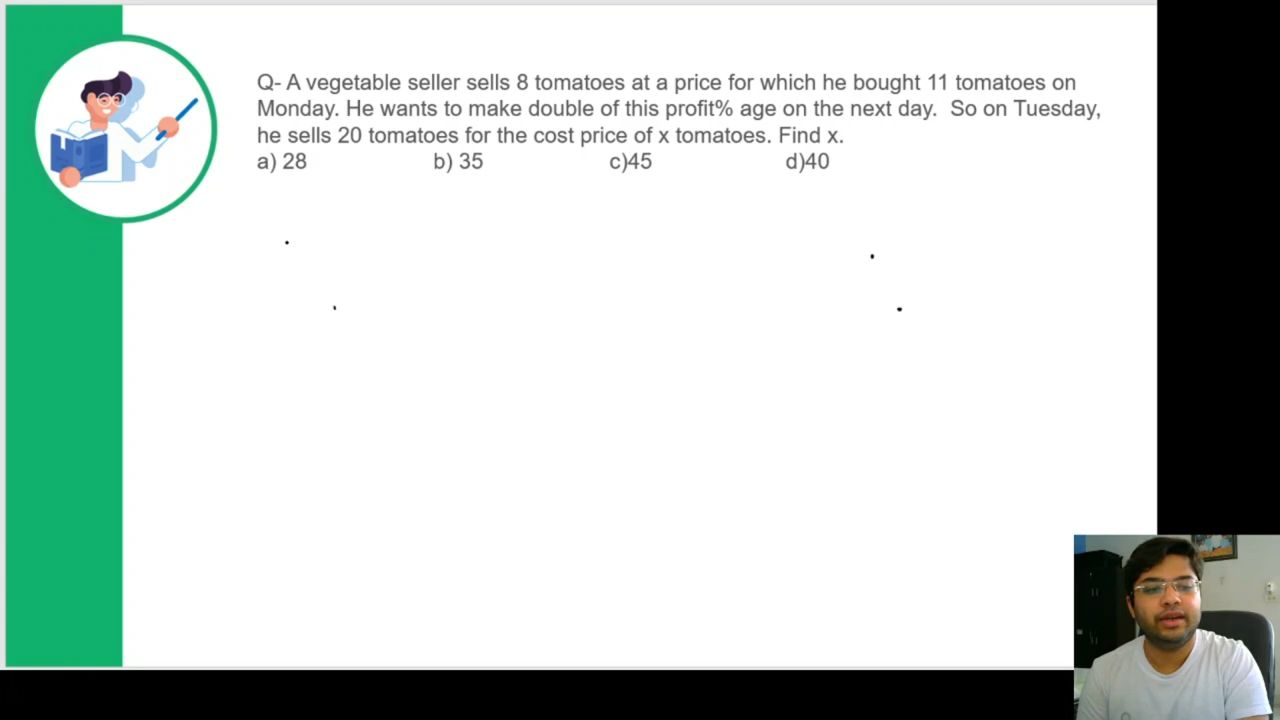 Q- A vegetable seller sells 8 tomatoes at a price for which he bought 11 tomatoes on
Monday. He wants to make double of this profit% age on the next day.  So on Tuesday,
he sells 20 tomatoes for the cost price of x tomatoes. Find x.
a) 28 b) 35 c)45 d)40